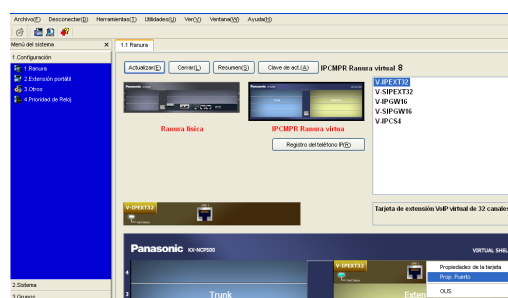 Archivo(F) Desconectar(D) Herramientas(T) Utilidades(U) Ver(V) Ventana(W) Ayuda(H)
Menú del sistema X
1.1 Ranura
1.Configuración
1.Ranura
2.Extensión portátil
3.Otros
4.Prioridad de Reloj
2.Sistema
3.Grupos
Actualizar(E) Cerrar(L) Resumen(S) Clave de act.(A) IPCMPR Ranura virtual 8
Panasonic
Ranura física
Panasonic
IPCMPR Ranura virtua
Registro del teléfono IP(R)
V-IPEXT32
V-SIPEXT32
V-IPGW16
V-SIPGW16
V-IPCS4
V-IPEXT32
Tarjeta de extensión VoIP virtual de 32 canales
Panasonic KX-NCP500
VIRTUAL SHEL
4
V-IPEXT32
Propiedades de la tarjeta
Prop. Puerto
OUS
3
Trunk
Exten